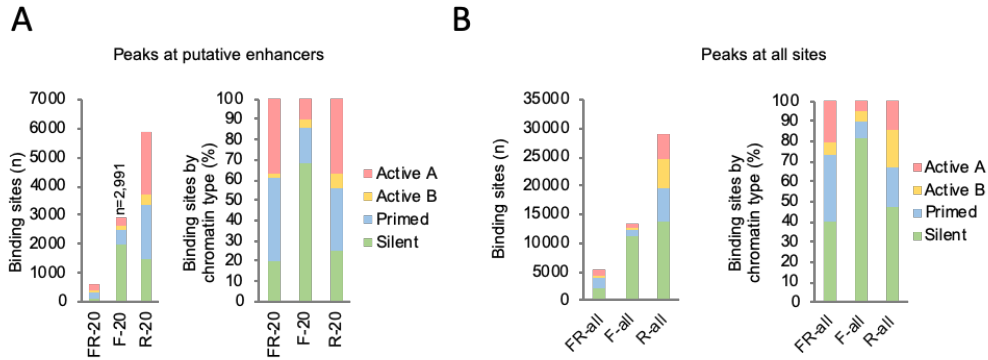 A
Peaks at putative enhancers
Binding sites (n)
7000
6000
5000
4000
3000
2000
1000
0
n=2,991
FR-20
F-20
R-20
Binding sites by
chromatin type (%)
100
90
80
70
60
50
40
30
20
10
0
FR-20
F-20
R-20
Active A
Active B
Primed
Silent
B
Peaks at all sites
Binding sites (n)
35000
30000
25000
20000
15000
10000
5000
0
FR-all
F-all
R-all
Binding sites by
chromatin type (%)
100
90
80
70
60
50
40
30
20
10
0
FR-all
F-all
R-all
Active A
Active B
Primed
Silent